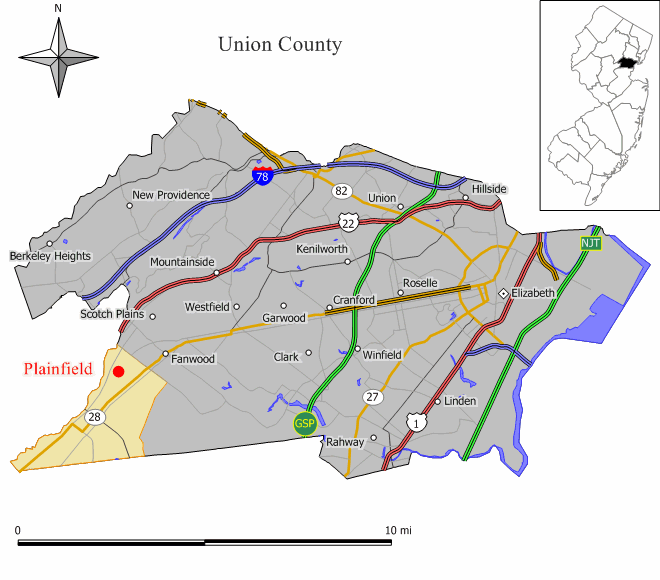 N
Union County
78
New Providence
82
Union
Hillside
22
NJT
Berkeley Heights
Kenilworth
Mountainside
Roselle
Elizabeth
Scotch Plains
Westfield
Garwood
Cranford
Plainfield
Fanwood
Clark
Winfield
28
27
Linden
GSP
1
Rahway
0
10 mi